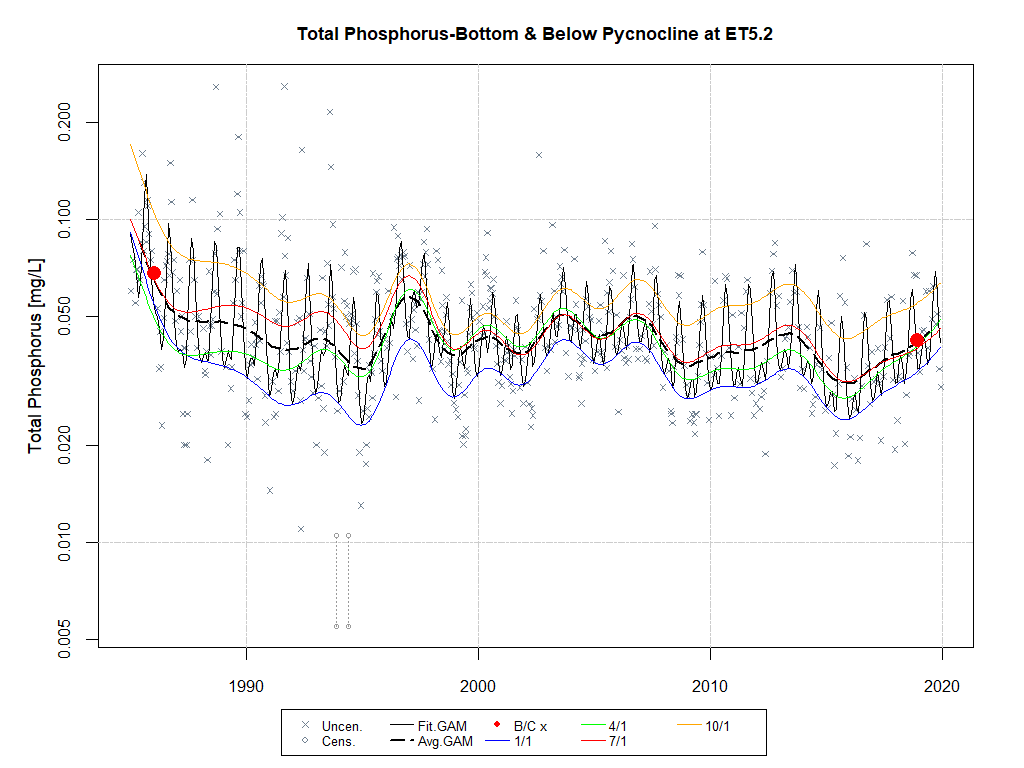 Total Phosphorus-Bottom & Below Pycnocline at ET5.2
Total Phosphorus [mg/L]
0.200
0.100
0.050
0.020
0.010
0.005
1990 2000 2010 2020
Uncen. Fit.GAM B/C x 4/1 10/1
Cens. Avg.GAM 1/1 7/1